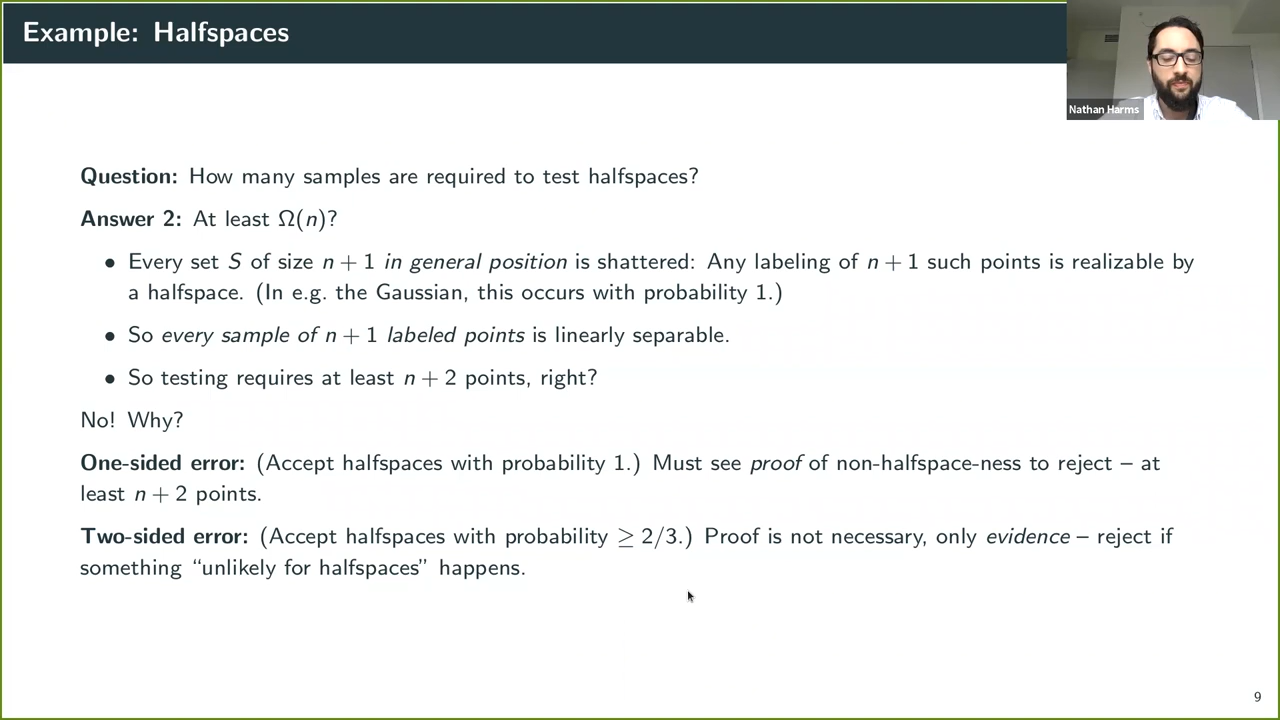 Example: Halfspaces
Nathan Harms
Question: How many samples are required to test halfspaces?
Answer 2: At least Ω(n)?
• Every set S of size n + 1 in general position is shattered: Any labeling of n + 1 such points is realizable by
a halfspace. (In e.g. the Gaussian, this occurs with probability 1.)
• So every sample of n + 1 labeled points is linearly separable.
• So testing requires at least n + 2 points, right?
No! Why?
One-sided error: (Accept halfspaces with probability 1.) Must see proof of non-halfspace-ness to reject – at
least n + 2 points.
Two-sided error: (Accept halfspaces with probability ≥ 2/3.) Proof is not necessary, only evidence – reject if
something “unlikely for halfspaces” happens.
9